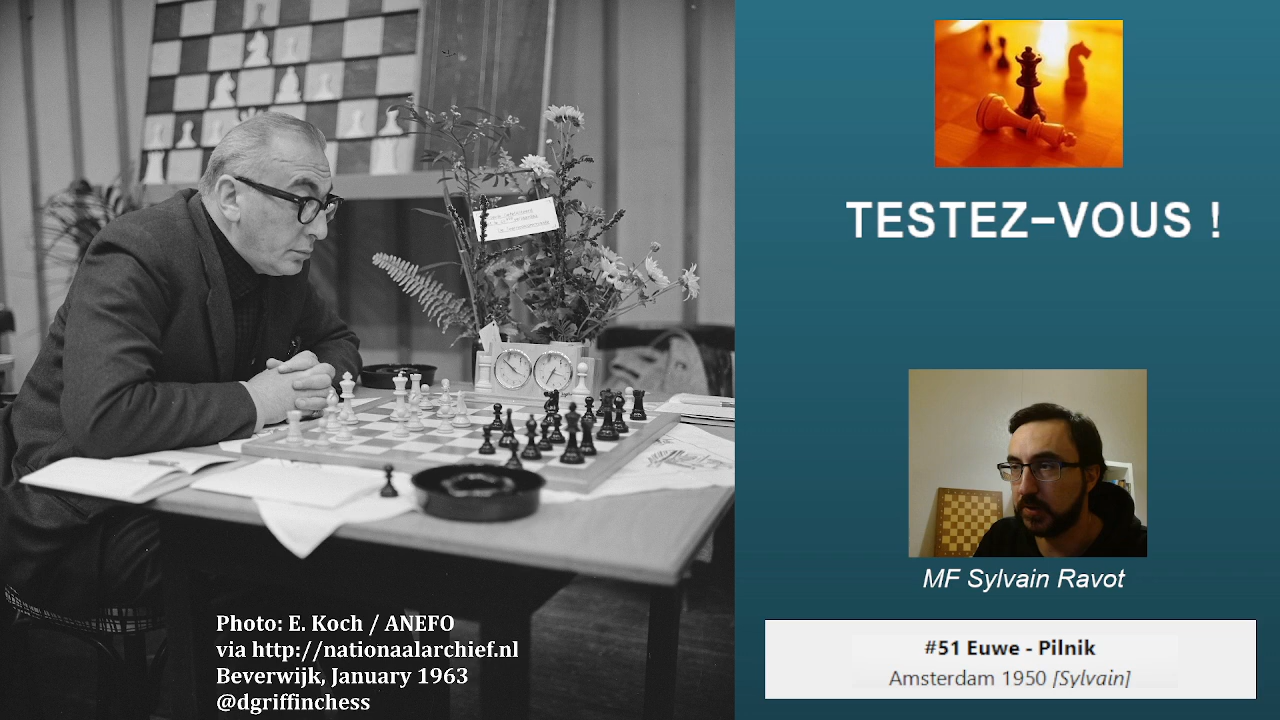 Photo: E. Koch / ANEFO
via http://nationaalarchief.nl
Beverwijk, January 1963
@dgriffinchess
TESTEZ-VOUS !
MF Sylvain Ravot
#51 Euwe - Pilnik
Amsterdam 1950 [Sylvain]